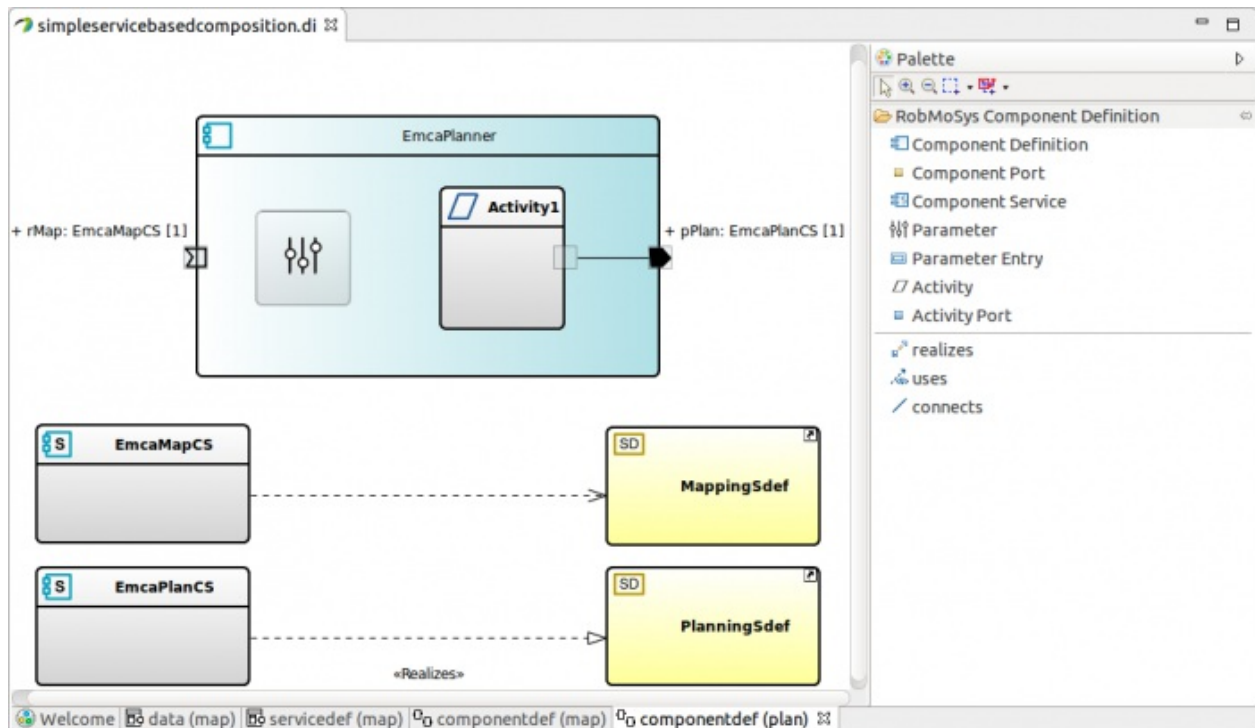 simpleservicebasedcomposition.di
EmcaPlanner
Activity1
+ rMap: EmcaMapCS [1]
+ pPlan: EmcaPlanCS [1]
S EmcaMapCS
SD
MappingSdef
S EmcaPlanCS
SD
PlanningSdef
«Realizes»
Palette
RobMoSys Component Definition
Component Definition
Component Port
Component Service
Parameter
Parameter Entry
Activity
Activity Port
realizes
uses
connects
Welcome data (map) servicedef (map) componentdef (map) componentdef (plan)